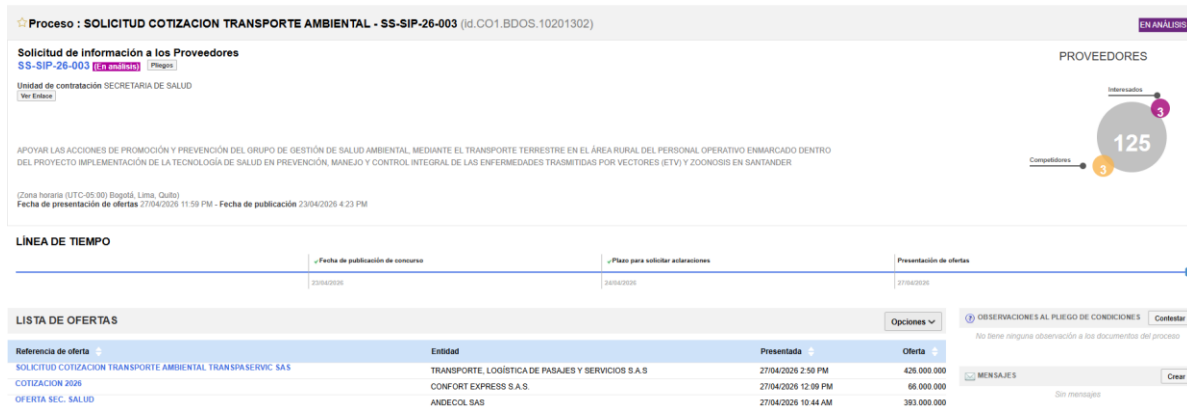 Proceso : SOLICITUD COTIZACION TRANSPORTE AMBIENTAL - SS-SIP-26-003 (id.CO1.BDOS.10201302)
EN ANÁLISIS
Solicitud de información a los Proveedores
SS-SIP-26-003 (En análisis) Pliegos
Unidad de contratación SECRETARIA DE SALUD
Ver Enlace
PROVEEDORES
Interesados
3
125
Competidores
3
APOYAR LAS ACCIONES DE PROMOCIÓN Y PREVENCIÓN DEL GRUPO DE GESTIÓN DE SALUD AMBIENTAL, MEDIANTE EL TRANSPORTE TERRESTRE EN EL ÁREA RURAL DEL PERSONAL OPERATIVO ENMARCADO DENTRO
DEL PROYECTO IMPLEMENTACIÓN DE LA TECNOLOGÍA DE SALUD EN PREVENCIÓN, MANEJO Y CONTROL INTEGRAL DE LAS ENFERMEDADES TRASMITIDAS POR VECTORES (ETV) Y ZOONOSIS EN SANTANDER
(Zona horaria (UTC-05:00) Bogotá, Lima, Quito)
Fecha de presentación de ofertas 27/04/2026 11:59 PM - Fecha de publicación 23/04/2026 4:23 PM
LÍNEA DE TIEMPO
Fecha de publicación de concurso Plazo para solicitar aclaraciones Presentación de ofertas
23/04/2026 24/04/2026 27/04/2026
LISTA DE OFERTAS Opciones
Referencia de oferta Entidad Presentada Oferta
SOLICITUD COTIZACION TRANSPORTE AMBIENTAL TRANSPASERVIC SAS TRANSPORTE, LOGÍSTICA DE PASAJES Y SERVICIOS S.A.S 27/04/2026 2:50 PM 426.000.000
COTIZACION 2026 CONFORT EXPRESS S.A.S. 27/04/2026 12:09 PM 66.000.000
OFERTA SEC. SALUD ANDECOL SAS 27/04/2026 10:44 AM 393.000.000
OBSERVACIONES AL PLIEGO DE CONDICIONES Contestar
No tiene ninguna observación a los documentos del proceso
MENSAJES Crear
Sin mensajes